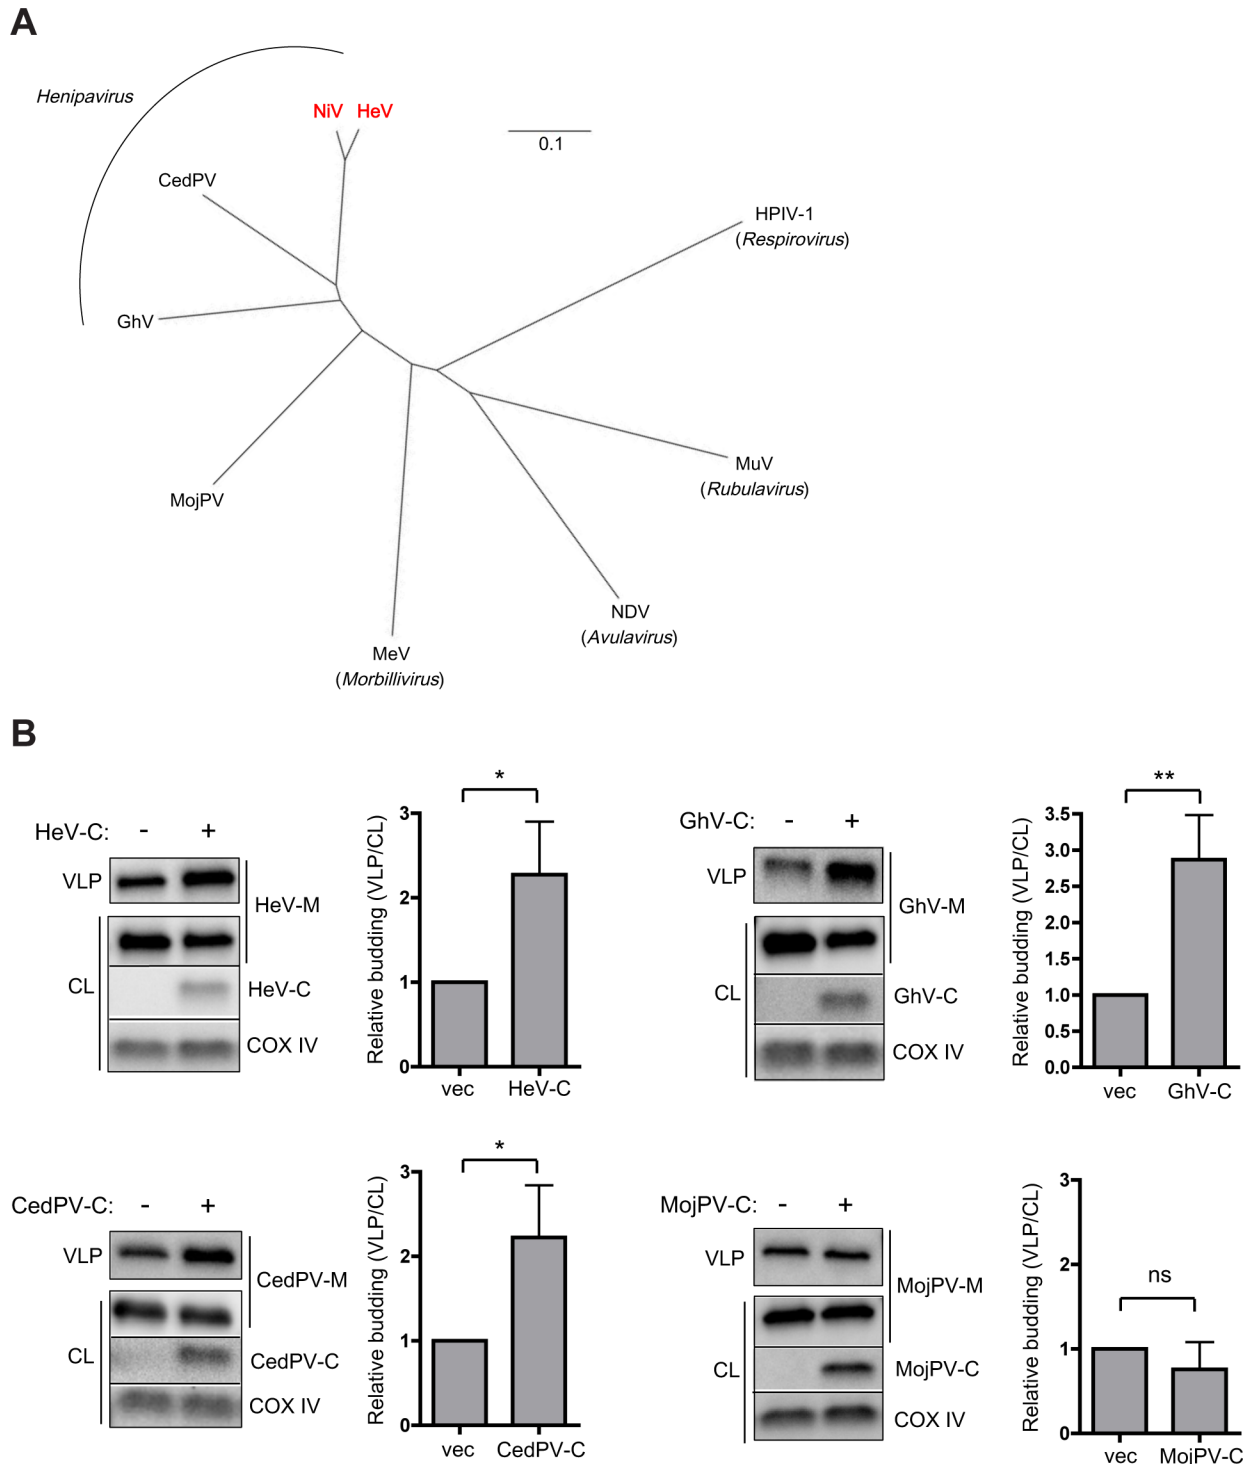 A
Henipavirus
NiV HeV
0.1
CedPV
HPIV-1
(Respirovirus)
GhV
MuV
(Rubulavirus)
MojPV
NDV
(Avulavirus)
MeV
(Morbillivirus)
B
HeV-C: - +
VLP
HeV-M
CL
HeV-C
COX IV
*
Relative budding (VLP/CL)
3
2
1
0
vec HeV-C
GhV-C: - +
VLP
GhV-M
CL
GhV-C
COX IV
**
Relative budding (VLP/CL)
3.5
3.0
2.5
2.0
1.5
1.0
0.5
0.0
vec GhV-C
CedPV-C: - +
VLP
CedPV-M
CL
CedPV-C
COX IV
*
Relative budding (VLP/CL)
3
2
1
0
vec CedPV-C
MojPV-C: - +
VLP
MojPV-M
CL
MojPV-C
COX IV
ns
Relative budding (VLP/CL)
3
2
1
0
vec MojPV-C